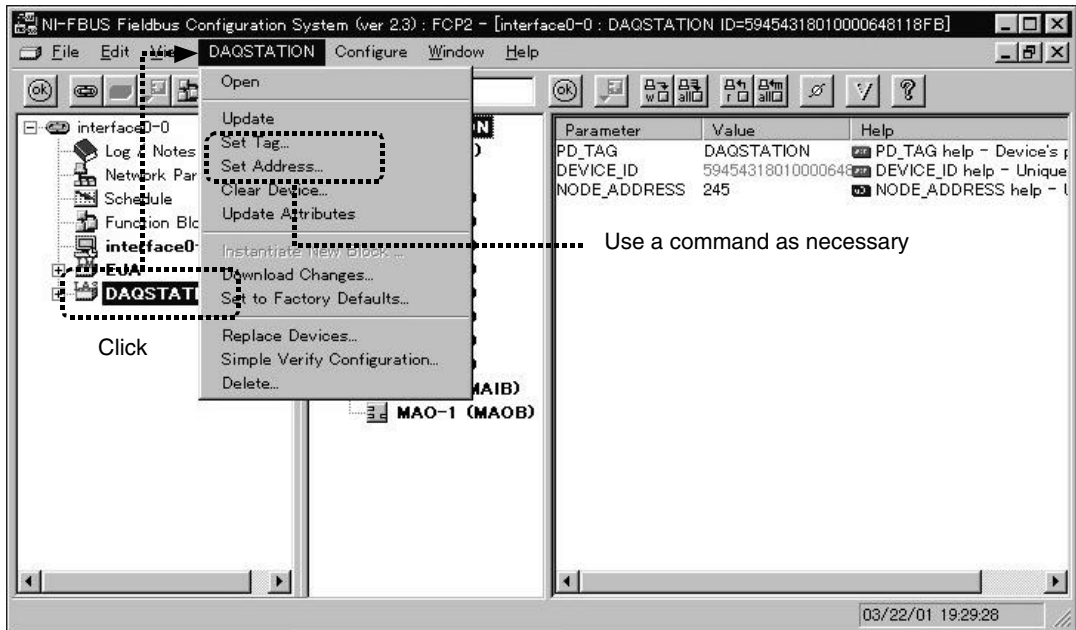 NI-FBUS Fieldbus Configuration System (ver 2.3) : FCP2 - [interface0-0 : DAQSTATION ID=59454318010000648118FB]
File Edit Vie DAQSTATION Configure Window Help
Open
Update
Set Tag...
Set Address...
Clear Device...
Update Attributes
Instantiate New Block ...
Download Changes...
Set to Factory Defaults...
Replace Devices...
Simple Verify Configuration...
Delete...
interface0-0
Log & Notes
Network Par
Schedule
Function Blo
interface0-
EJA
DAQSTATI
Click
N
)
MAIB)
MAO-1 (MAOB)
Parameter Value Help
PD_TAG DAQSTATION PD_TAG help - Device's p
DEVICE_ID 59454318010000648 DEVICE_ID help - Unique
NODE_ADDRESS 245 NODE_ADDRESS help - 
Use a command as necessary
03/22/01 19:29:28